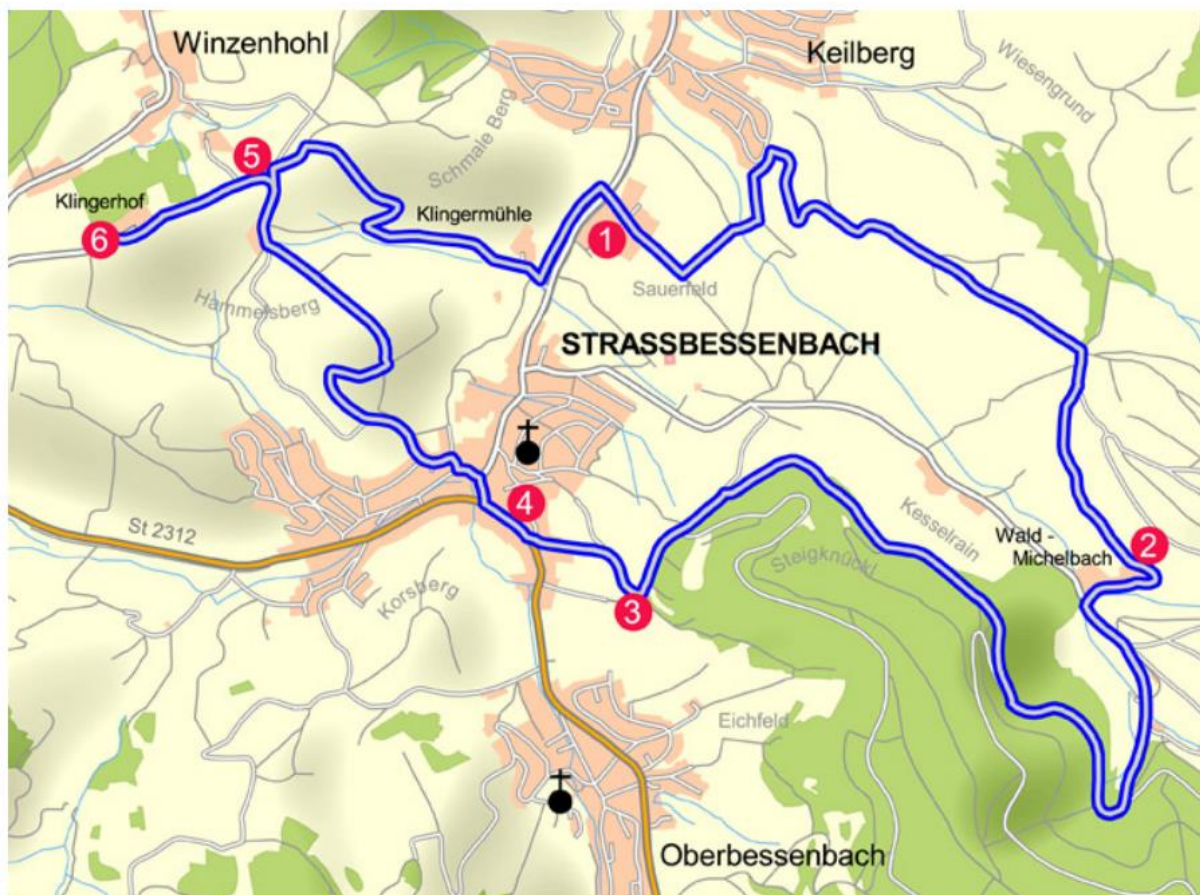 Winzenhohl
Keilberg
Wiesengrund
Schmale Berg
5
Klingerhof
Klingermühle
6
1
Sauerfeld
Hammelsberg
STRASSBESSENBACH
4
St 2312
Kesselrain
Wald -
Michelbach
2
Steigknückl
Korsberg
3
Eichfeld
Oberbessenbach